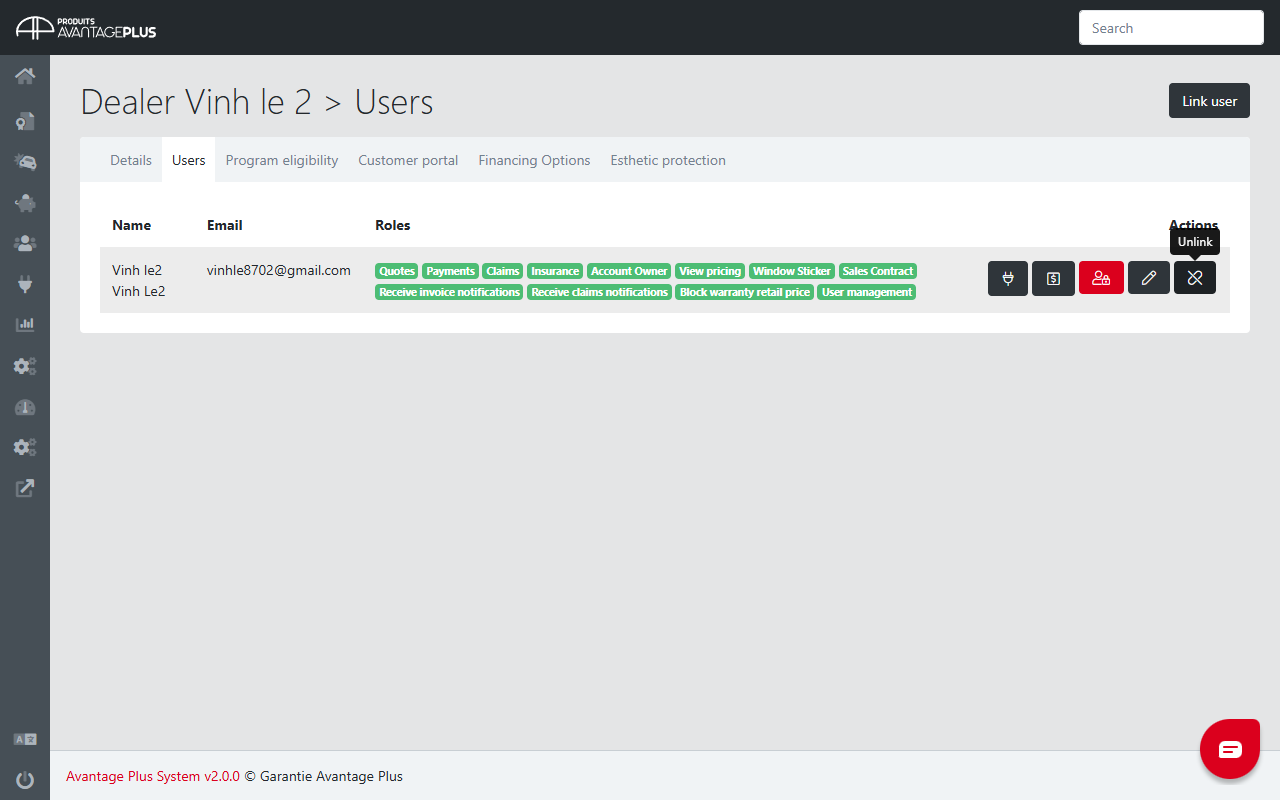 PRODUITS
AVANTAGEPLUS
Search
Dealer Vinh le 2 > Users
Link user
Details Users Program eligibility Customer portal Financing Options Esthetic protection
Name Email Roles Actions
Unlink
Vinh le2 vinhle8702@gmail.com Quotes Payments Claims Insurance Account Owner View pricing Window Sticker Sales Contract
Vinh Le2 Receive invoice notifications Receive claims notifications Block warranty retail price User management
Avantage Plus System v2.0.0 © Garantie Avantage Plus